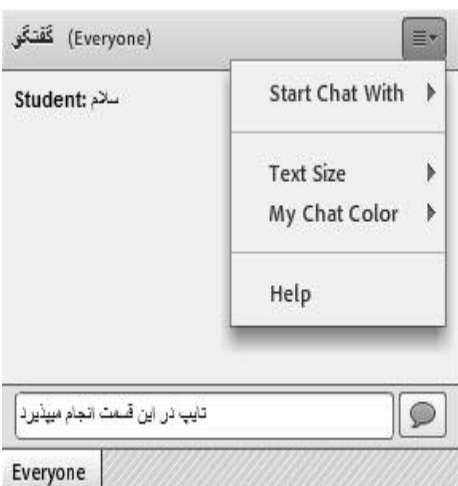 گفتگو (Everyone)
Start Chat With
Student: سلام
Text Size
My Chat Color
Help
تایپ در این قسمت انجام میپذیرد
Everyone